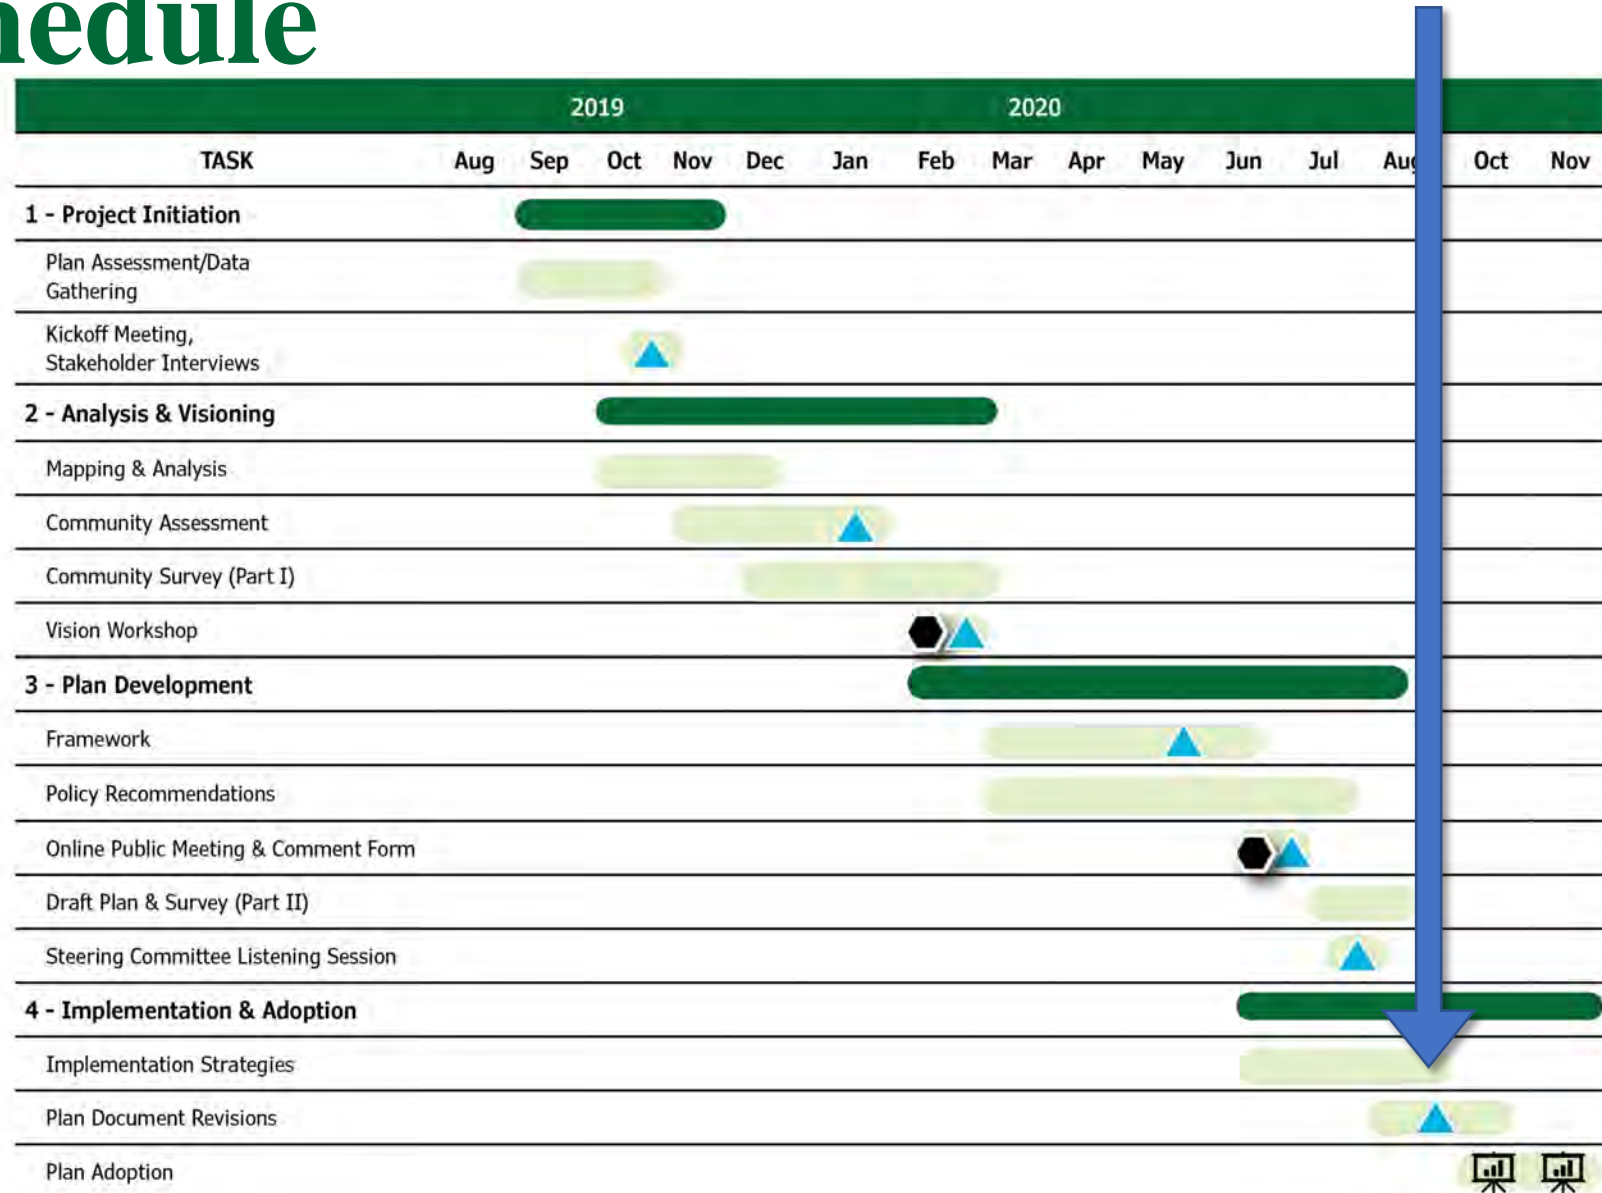 hedule
2019 2020
TASK Aug Sep Oct Nov Dec Jan Feb Mar Apr May Jun Jul Aug Oct Nov
1 - Project Initiation
Plan Assessment/Data
Gathering
Kickoff Meeting,
Stakeholder Interviews
2 - Analysis & Visioning
Mapping & Analysis
Community Assessment
Community Survey (Part I)
Vision Workshop
3 - Plan Development
Framework
Policy Recommendations
Online Public Meeting & Comment Form
Draft Plan & Survey (Part II)
Steering Committee Listening Session
4 - Implementation & Adoption
Implementation Strategies
Plan Document Revisions
Plan Adoption